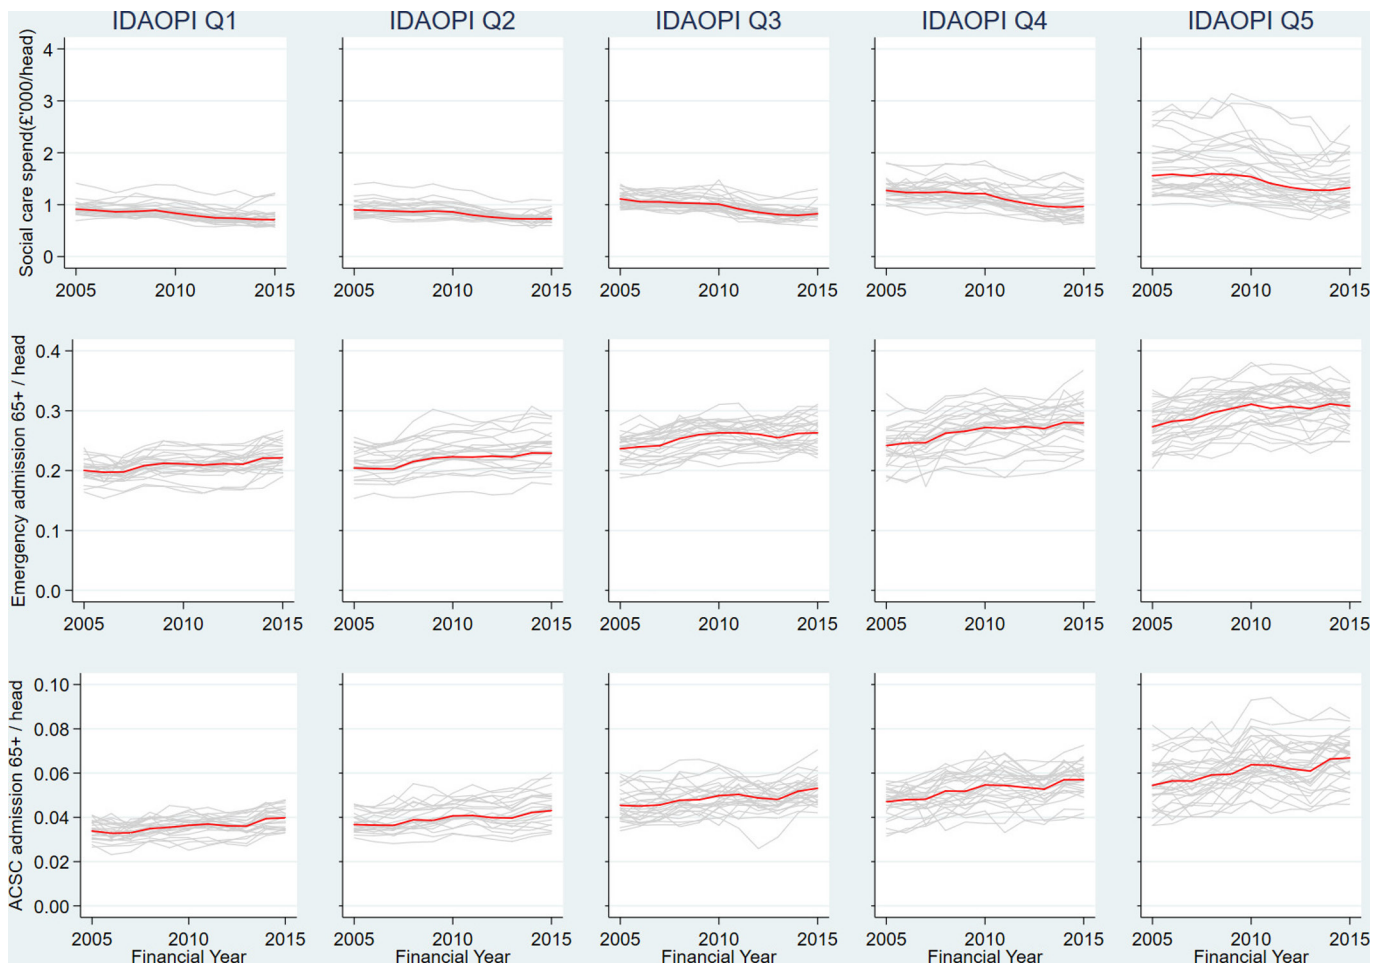 IDAOPI Q1 IDAOPI Q2 IDAOPI Q3 IDAOPI Q4 IDAOPI Q5
Social care spend(£'000/head)
4
3
2
1
0
2005 2010 2015 2005 2010 2015 2005 2010 2015 2005 2010 2015 2005 2010 2015
Emergency admission 65+ / head
0.4
0.3
0.2
0.1
0.0
2005 2010 2015 2005 2010 2015 2005 2010 2015 2005 2010 2015 2005 2010 2015
ACSC admission 65+ / head
0.10
0.08
0.06
0.04
0.02
0.00
2005 2010 2015 2005 2010 2015 2005 2010 2015 2005 2010 2015 2005 2010 2015
Financial Year Financial Year Financial Year Financial Year Financial Year